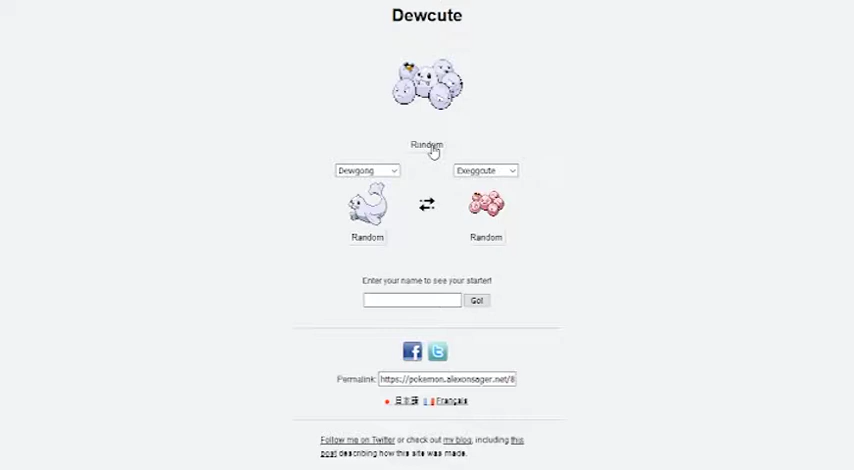 Dewcute
Random
Dewgong Exeggcute
Random Random
Enter your name to see your starter!
Go!
Permalink: https://pokemon.alexonsager.net/8
日本語 Français
Follow me on Twitter or check out my blog, including this
post describing how this site was made.